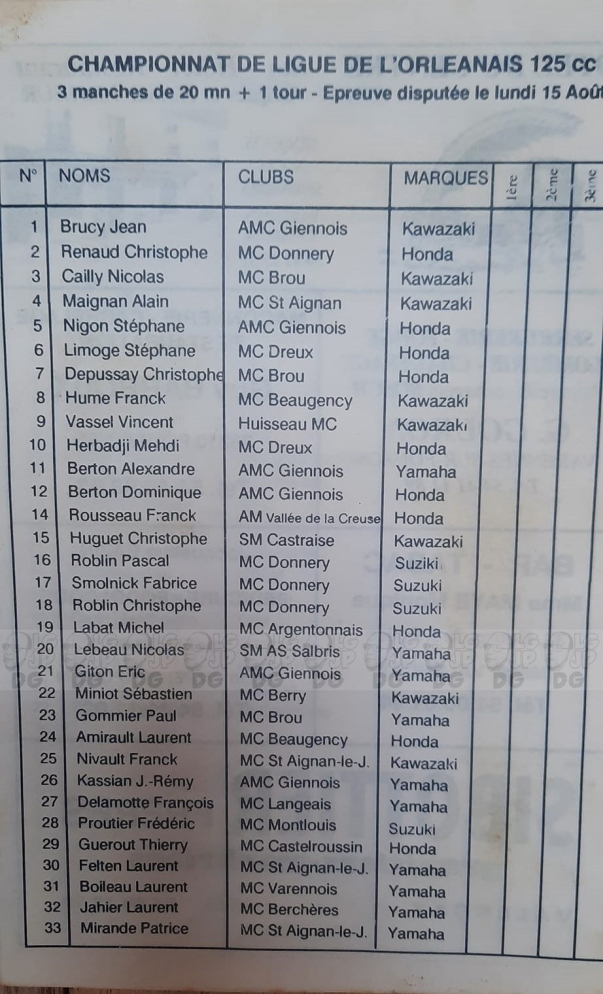 CHAMPIONNAT DE LIGUE DE L'ORLEANAIS 125 cc
3 manches de 20 mn + 1 tour - Epreuve disputée le lundi 15 Août
N° NOMS CLUBS MARQUES 1ère 2ème 3ème
1 Brucy Jean AMC Giennois Kawazaki
2 Renaud Christophe MC Donnery Honda
3 Cailly Nicolas MC Brou Kawazaki
4 Maignan Alain MC St Aignan Kawazaki
5 Nigon Stéphane AMC Giennois Honda
6 Limoge Stéphane MC Dreux Honda
7 Depussay Christophe MC Brou Honda
8 Hume Franck MC Beaugency Kawazaki
9 Vassel Vincent Huisseau MC Kawazaki
10 Herbadji Mehdi MC Dreux Honda
11 Berton Alexandre AMC Giennois Yamaha
12 Berton Dominique AMC Giennois Honda
14 Rousseau Franck AM Vallée de la Creuse Honda
15 Huguet Christophe SM Castraise Kawazaki
16 Roblin Pascal MC Donnery Suziki
17 Smolnick Fabrice MC Donnery Suzuki
18 Roblin Christophe MC Donnery Suzuki
19 Labat Michel MC Argentonnais Honda
20 Lebeau Nicolas SM AS Salbris Yamaha
21 Giton Eric AMC Giennois Yamaha
22 Miniot Sébastien MC Berry Kawazaki
23 Gommier Paul MC Brou Yamaha
24 Amirault Laurent MC Beaugency Honda
25 Nivault Franck MC St Aignan-le-J. Kawazaki
26 Kassian J.-Rémy AMC Giennois Yamaha
27 Delamotte François MC Langeais Yamaha
28 Proutier Frédéric MC Montlouis Suzuki
29 Guerout Thierry MC Castelroussin Honda
30 Felten Laurent MC St Aignan-le-J. Yamaha
31 Boileau Laurent MC Varennois Yamaha
32 Jahier Laurent MC Berchères Yamaha
33 Mirande Patrice MC St Aignan-le-J. Yamaha